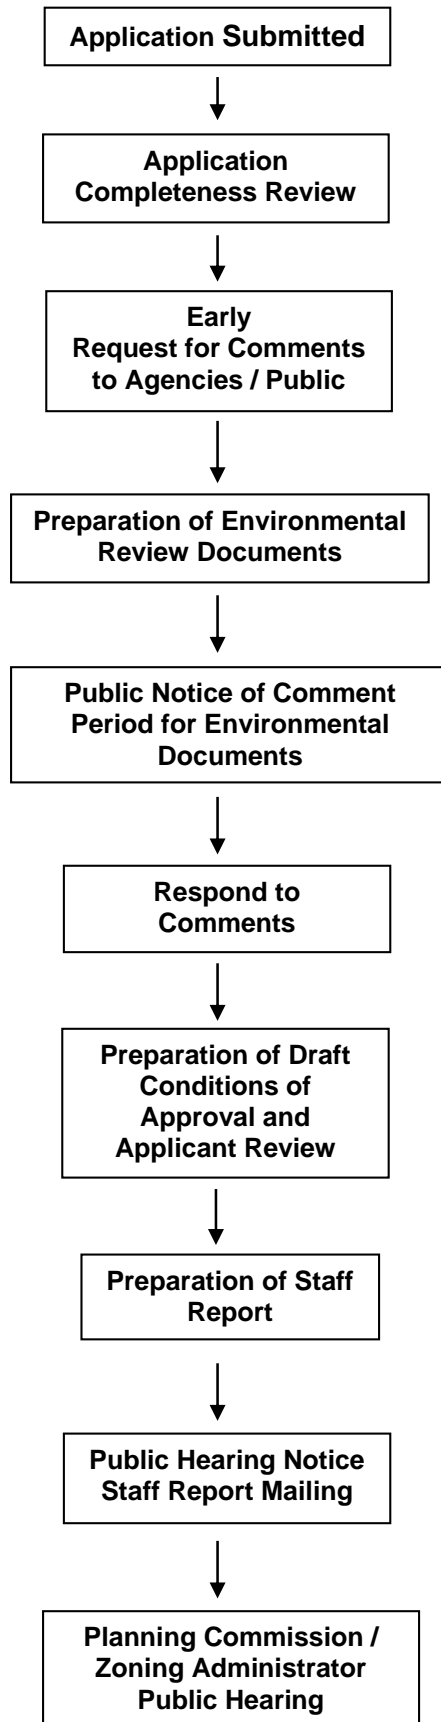 Application Submitted
Application
Completeness Review
Early
Request for Comments
to Agencies / Public
Preparation of Environmental
Review Documents
Public Notice of Comment
Period for Environmental
Documents
Respond to
Comments
Preparation of Draft
Conditions of
Approval and
Applicant Review
Preparation of Staff
Report
Public Hearing Notice
Staff Report Mailing
Planning Commission /
Zoning Administrator
Public Hearing